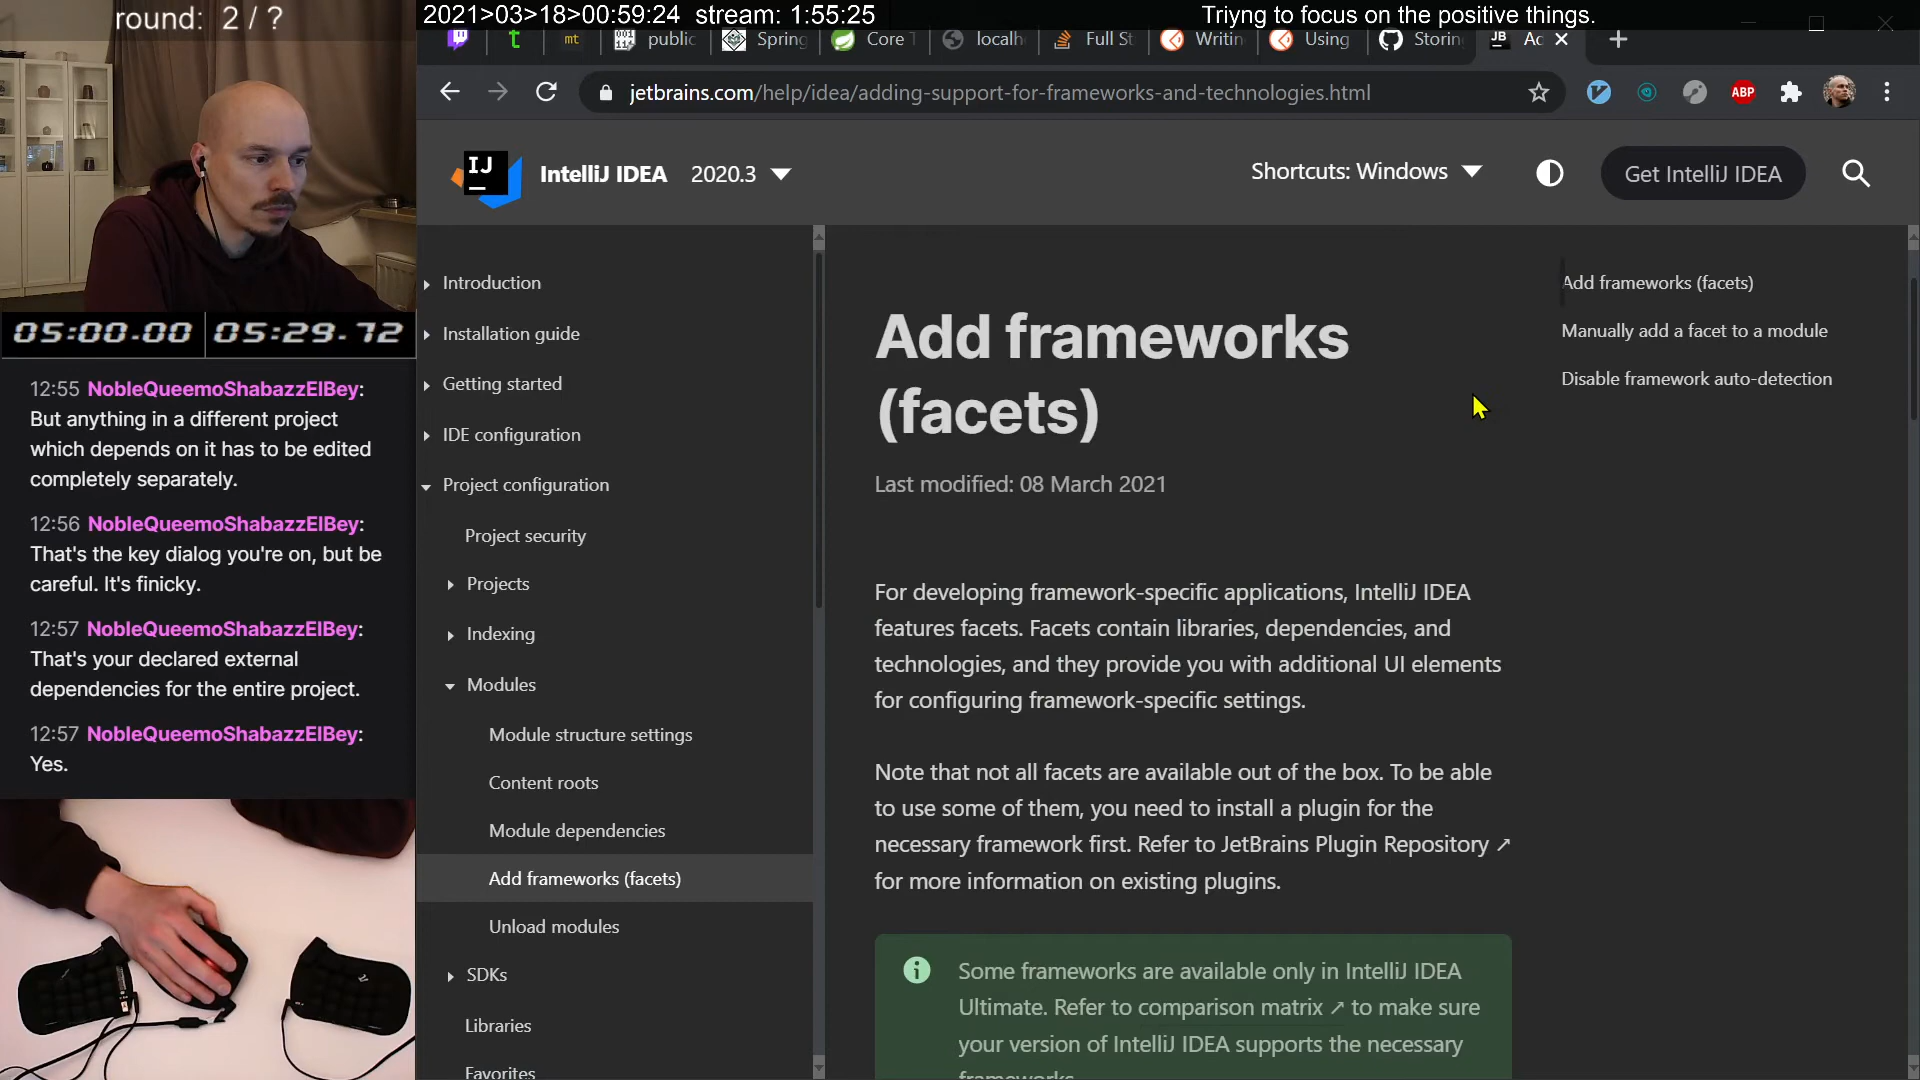 round: 2 / ?
2021>03>18>00:59:24 stream: 1:55:25
Triyng to focus on the positive things.
t
mt
public
Spring
Core T
localh
Full St
Writin
Using
Storing
JB
Ac
jetbrains.com/help/idea/adding-support-for-frameworks-and-technologies.html
ABP
IJ
IntelliJ IDEA
2020.3
Shortcuts: Windows
Get IntelliJ IDEA
05:00.00
05:29.72
12:55 NobleQueemoShabazzElBey:
But anything in a different project
which depends on it has to be edited
completely separately.
12:56 NobleQueemoShabazzElBey:
That's the key dialog you're on, but be
careful. It's finicky.
12:57 NobleQueemoShabazzElBey:
That's your declared external
dependencies for the entire project.
12:57 NobleQueemoShabazzElBey:
Yes.
Introduction
Installation guide
Getting started
IDE configuration
Project configuration
Project security
Projects
Indexing
Modules
Module structure settings
Content roots
Module dependencies
Add frameworks (facets)
Unload modules
SDKs
Libraries
Favorites
Add frameworks
(facets)
Last modified: 08 March 2021
For developing framework-specific applications, IntelliJ IDEA
features facets. Facets contain libraries, dependencies, and
technologies, and they provide you with additional UI elements
for configuring framework-specific settings.
Note that not all facets are available out of the box. To be able
to use some of them, you need to install a plugin for the
necessary framework first. Refer to JetBrains Plugin Repository ↗
for more information on existing plugins.
Some frameworks are available only in IntelliJ IDEA
Ultimate. Refer to comparison matrix ↗ to make sure
your version of IntelliJ IDEA supports the necessary
frameworks.
Add frameworks (facets)
Manually add a facet to a module
Disable framework auto-detection